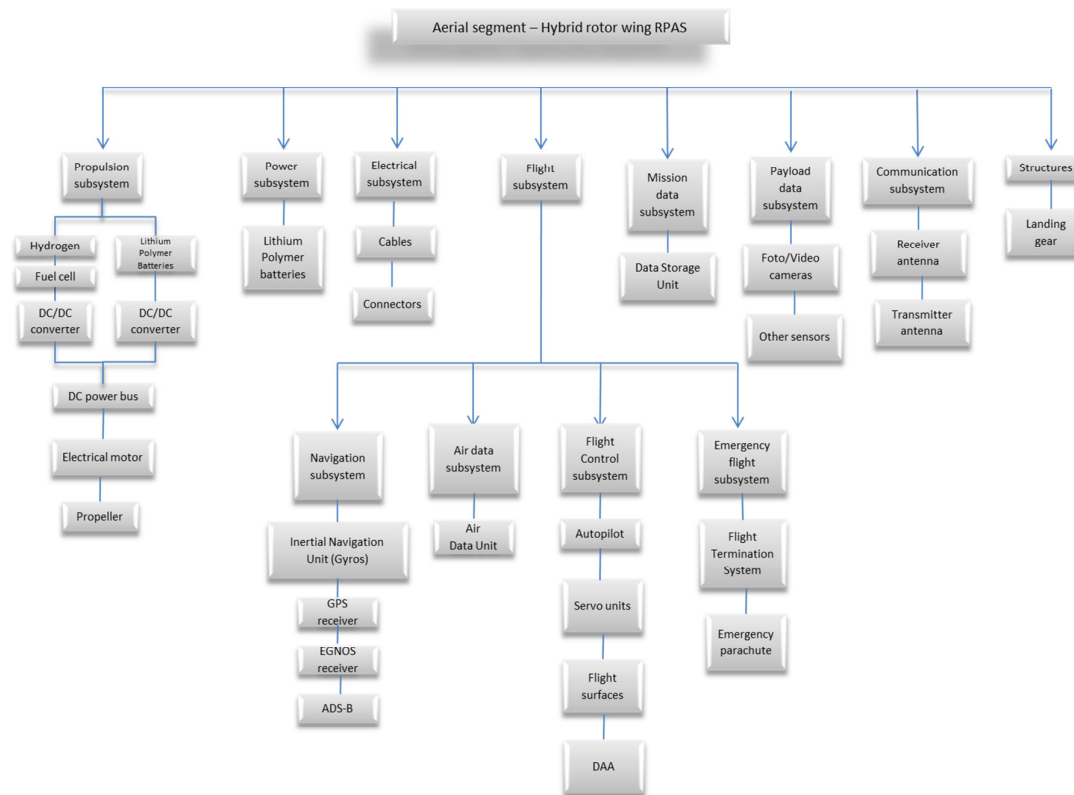 Aerial segment – Hybrid rotor wing RPAS
Propulsion
subsystem
Power
subsystem
Electrical
subsystem
Flight
subsystem
Mission
data
subsystem
Payload
data
subsystem
Communication
subsystem
Structures
Hydrogen
Fuel cell
DC/DC
converter
Lithium
Polymer
Batteries
DC/DC
converter
DC power bus
Electrical motor
Propeller
Lithium
Polymer
batteries
Cables
Connectors
Data Storage
Unit
Foto/Video
cameras
Other sensors
Receiver
antenna
Transmitter
antenna
Landing
gear
Navigation
subsystem
Inertial Navigation
Unit (Gyros)
GPS
receiver
EGNOS
receiver
ADS-B
Air data
subsystem
Air
Data Unit
Flight
Control
subsystem
Autopilot
Servo units
Flight
surfaces
DAA
Emergency
flight
subsystem
Flight
Termination
System
Emergency
parachute